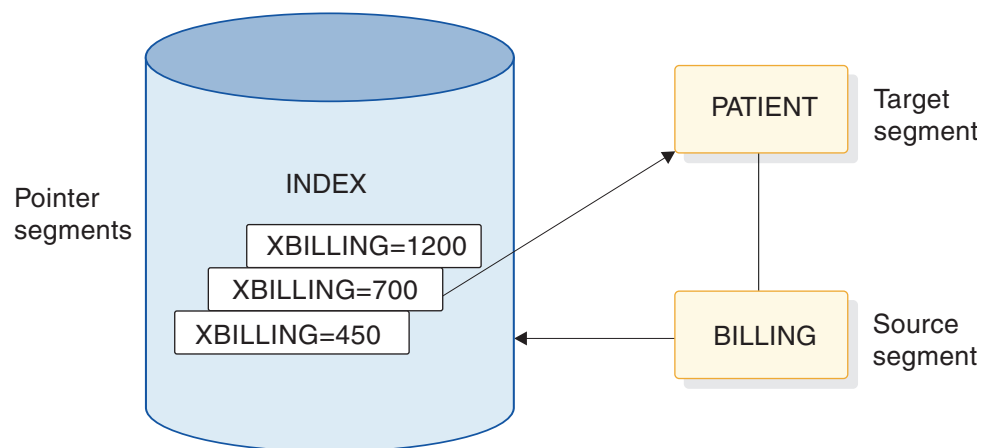 Pointer
segments
INDEX
XBILLING=1200
XBILLING=700
XBILLING=450
PATIENT
Target
segment
BILLING
Source
segment